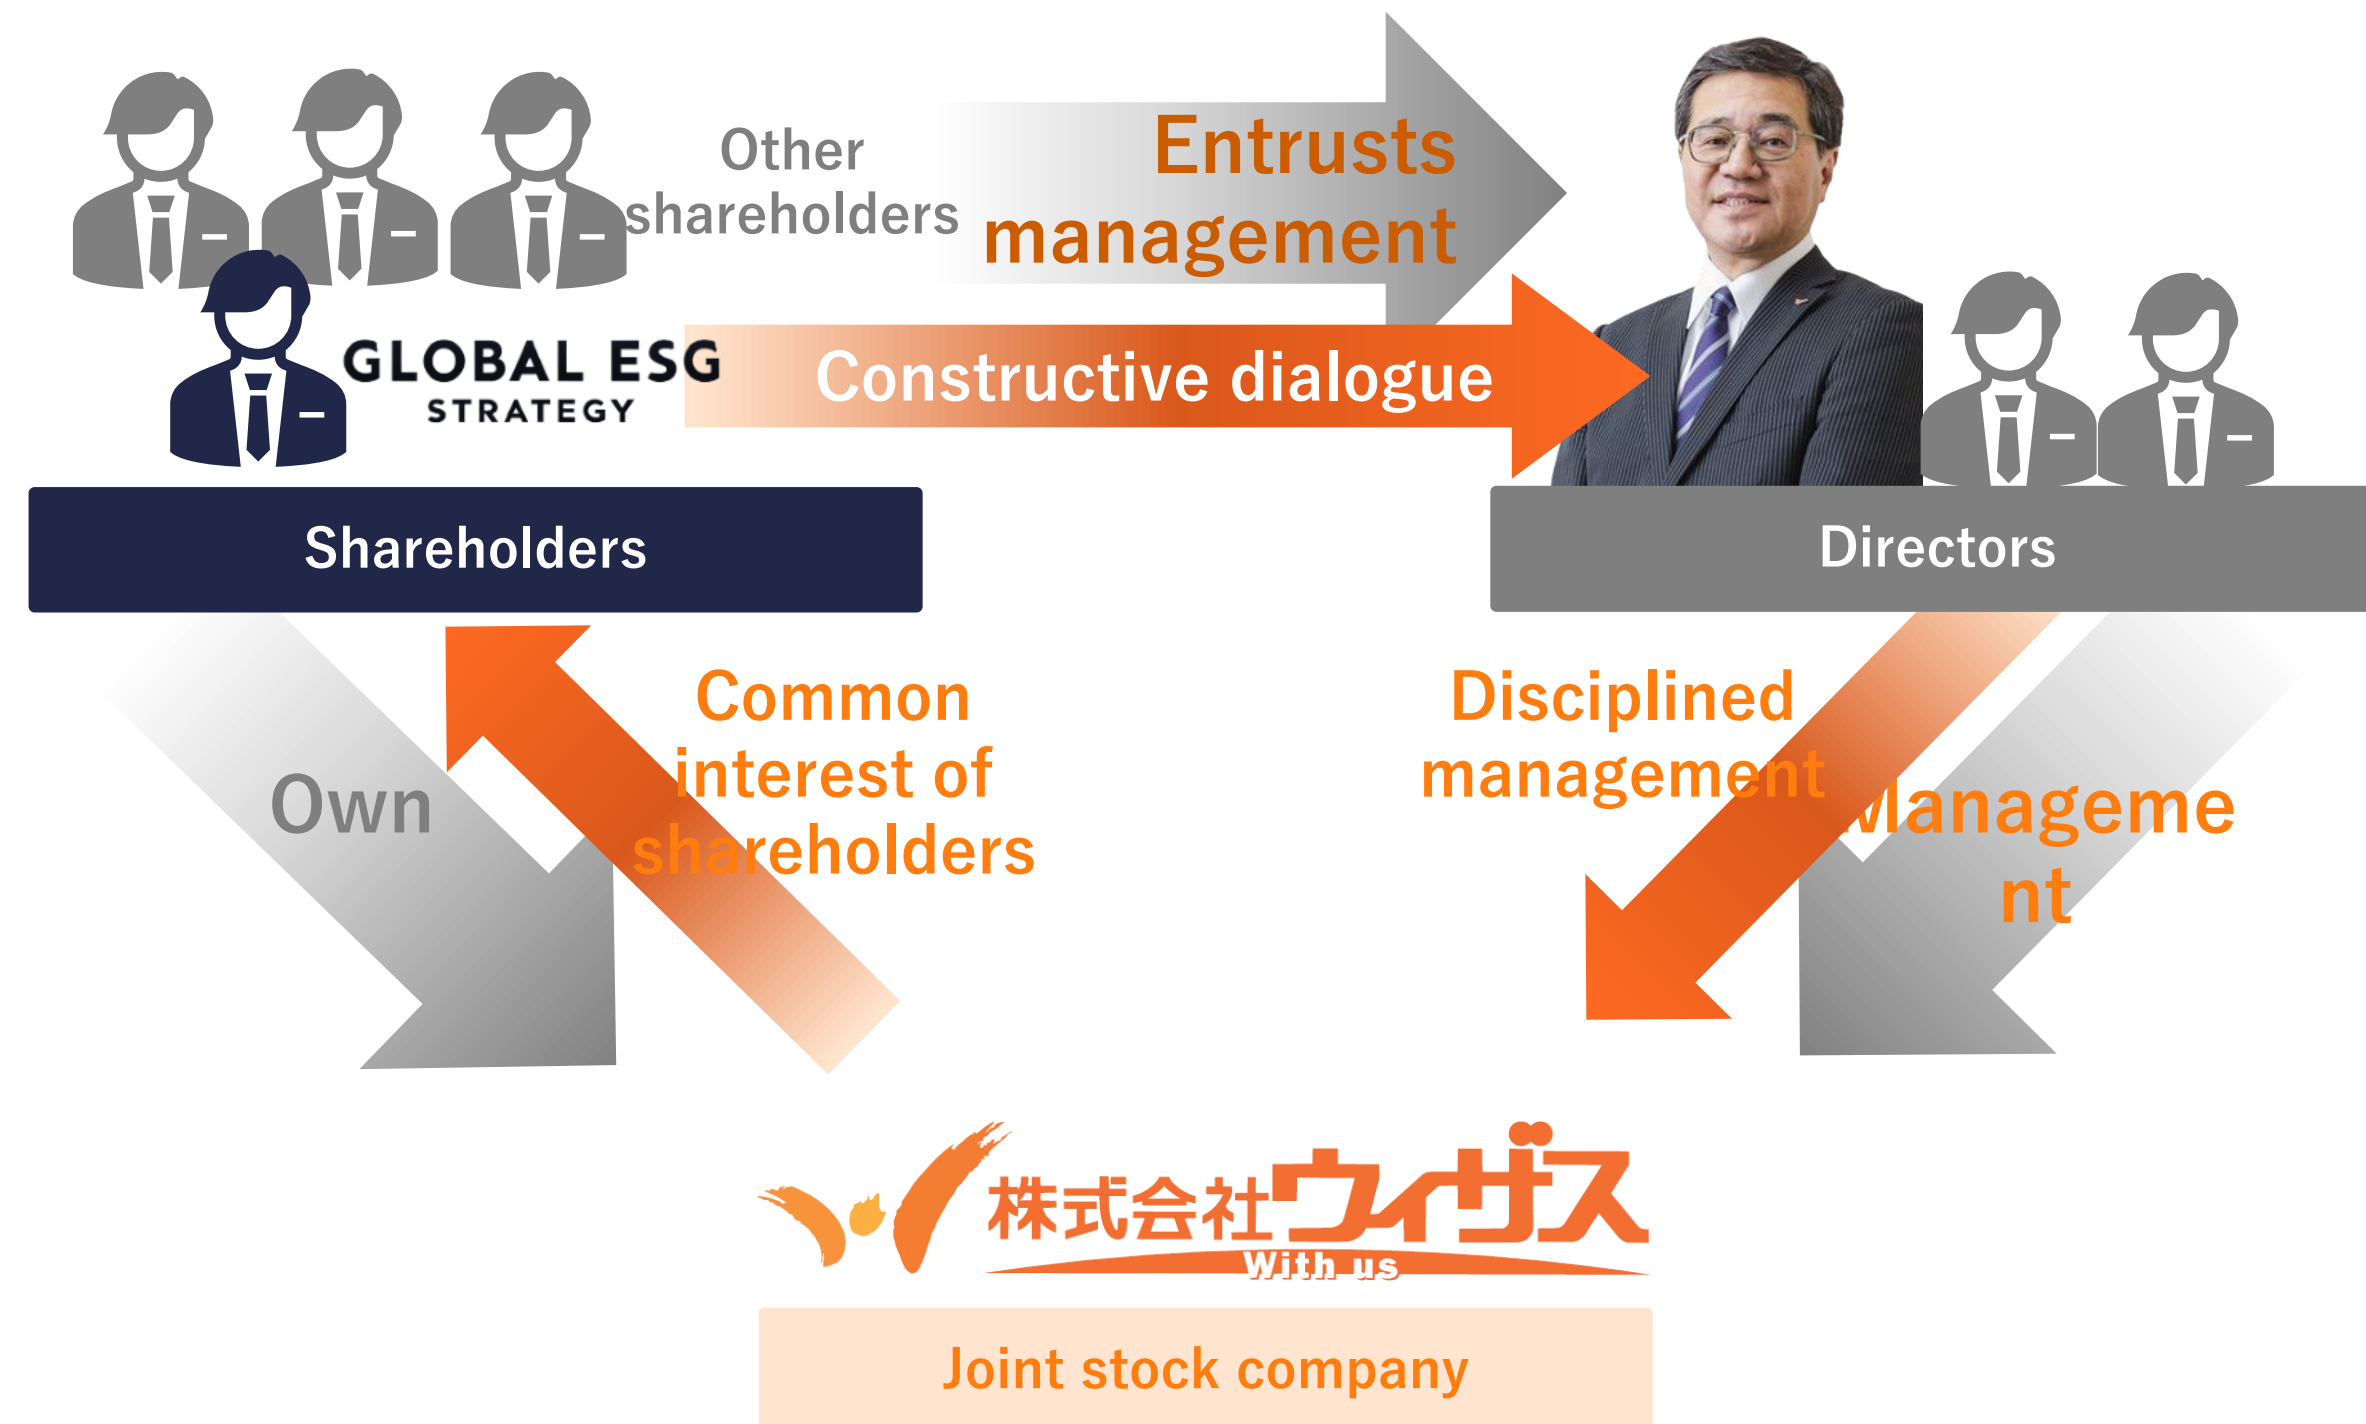 Other
shareholders
Entrusts
management
GLOBAL ESG
STRATEGY
Constructive dialogue
Shareholders
Directors
Own
Common
interest of
shareholders
Disciplined
management
Manageme
nt
株式会社ウィザス
With us
Joint stock company